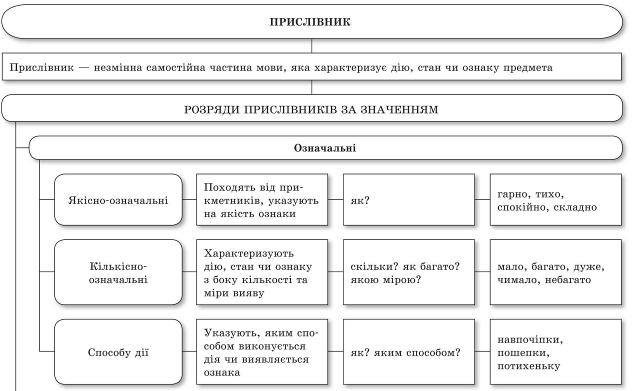 ПРИСЛІВНИК
Прислівник — незмінна самостійна частина мови, яка характеризує дію, стан чи ознаку предмета
РОЗРЯДИ ПРИСЛІВНИКІВ ЗА ЗНАЧЕННЯМ
Означальні
Якісно-означальні
Походять від при-
кметників, указують
на якість ознаки
як?
гарно, тихо,
спокійно, складно
Кількісно-
означальні
Характеризують
дію, стан чи ознаку
з боку кількості та
міри вияву
скільки? як багато?
якою мірою?
мало, багато, дуже,
чимало, небагато
Способу дії
Указують, яким спо-
собом виконується
дія чи виявляється
ознака
як? яким способом?
навпочіпки,
пошепки,
потихеньку